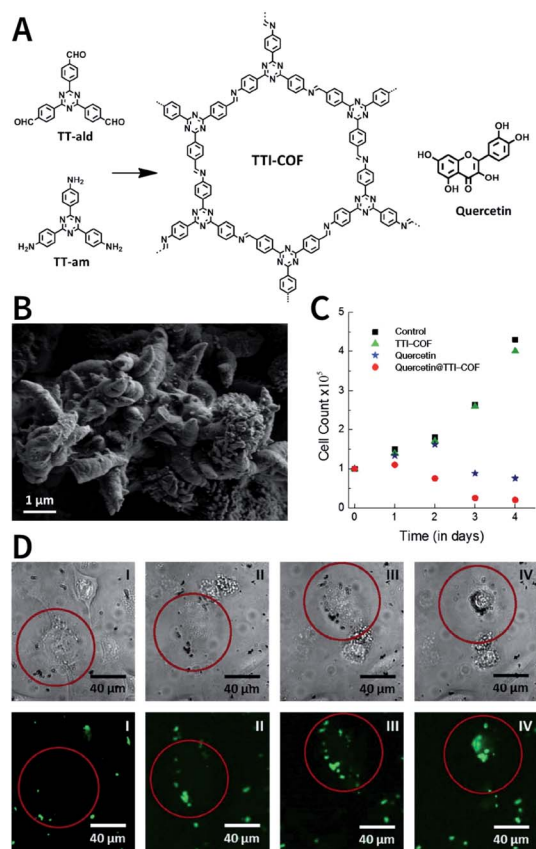 A
CHO
OHC
CHO
TT-ald
NH₂
H₂N
NH₂
TT-am
TTI-COF
OH
OH
HO
OH
OH
O
Quercetin
B
1 µm
C
Control
TTI-COF
Quercetin
Quercetin@TTI-COF
Cell Count x10⁵
5
4
3
2
1
0
0 1 2 3 4
Time (in days)
D
I
40 µm
II
40 µm
III
40 µm
IV
40 µm
I
40 µm
II
40 µm
III
40 µm
IV
40 µm